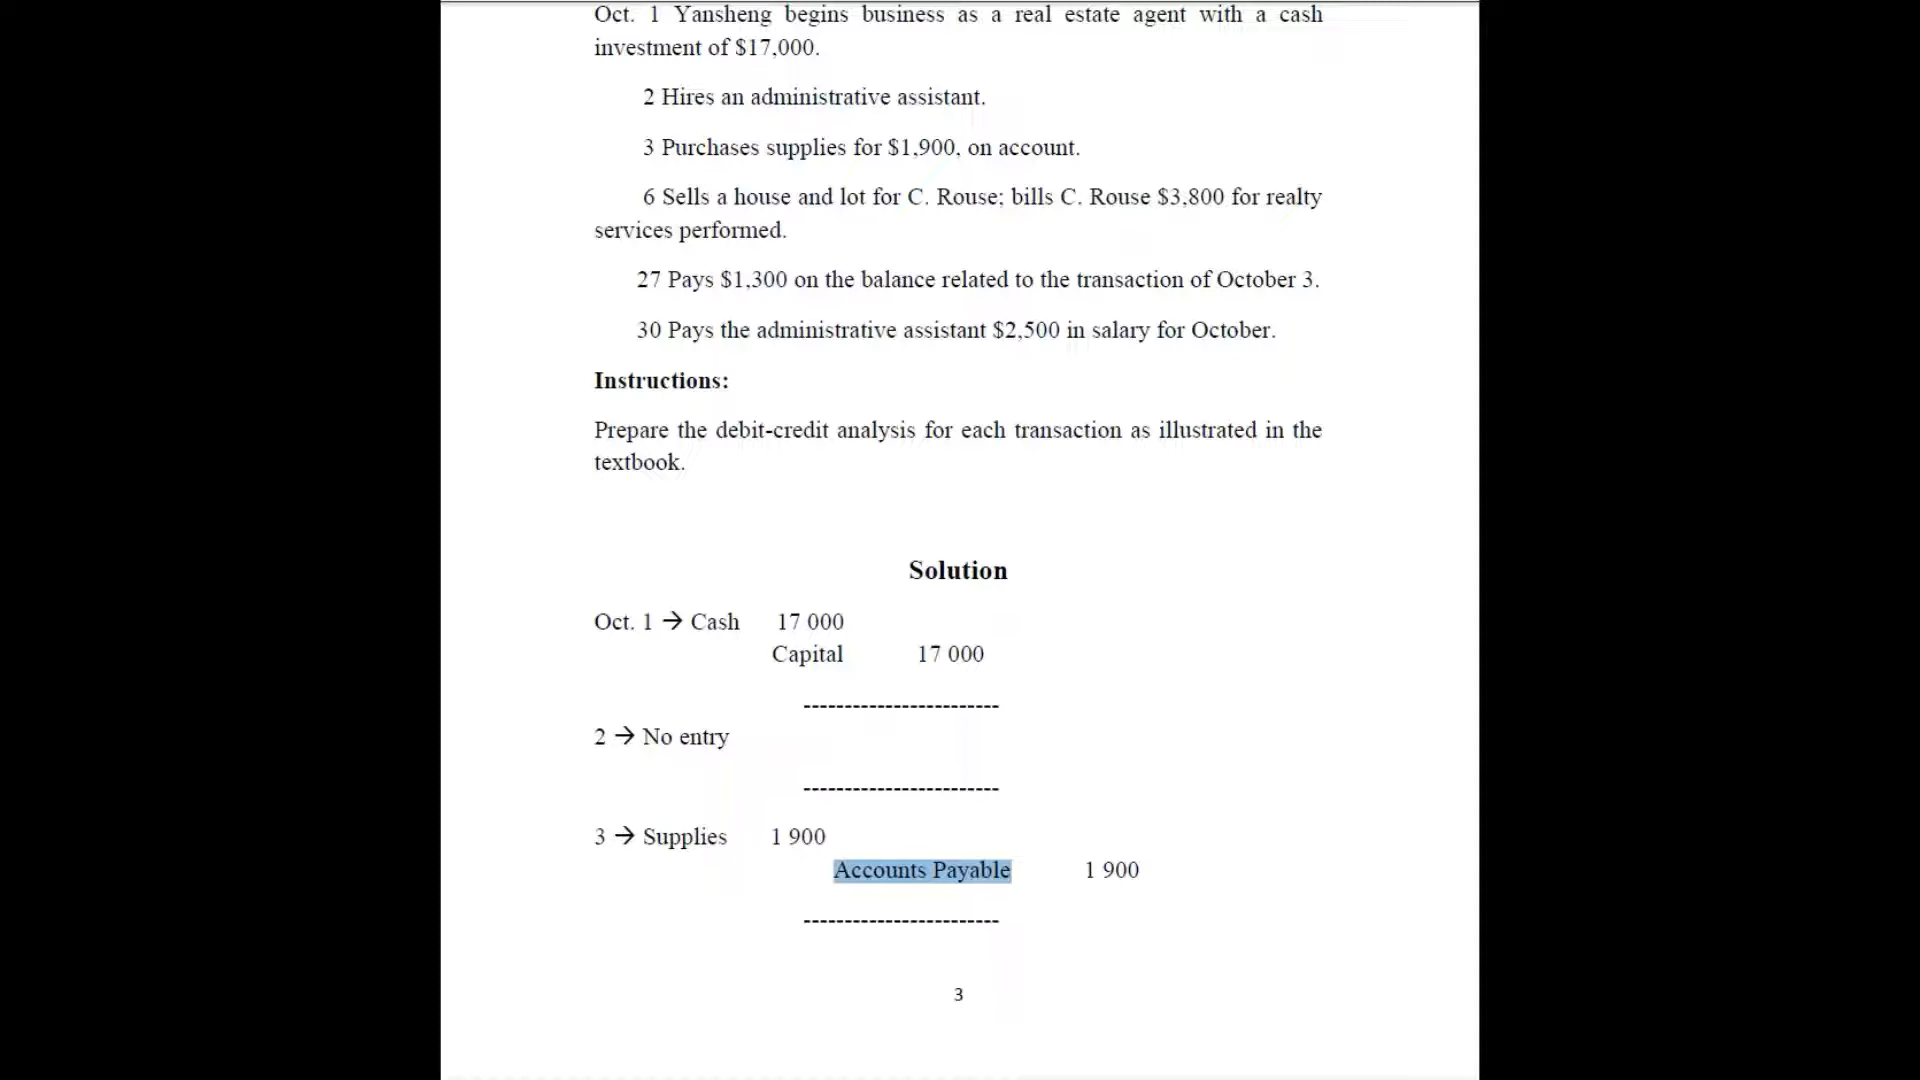 Oct. 1 Yansheng begins business as a real estate agent with a cash
investment of $17,000.
2 Hires an administrative assistant.
3 Purchases supplies for $1,900, on account.
6 Sells a house and lot for C. Rouse; bills C. Rouse $3,800 for realty
services performed.
27 Pays $1,300 on the balance related to the transaction of October 3.
30 Pays the administrative assistant $2,500 in salary for October.
Instructions:
Prepare the debit-credit analysis for each transaction as illustrated in the
textbook.
Solution
Oct. 1 → Cash 17 000
Capital 17 000
------------------------
2 → No entry
------------------------
3 → Supplies 1 900
Accounts Payable 1 900
------------------------
3